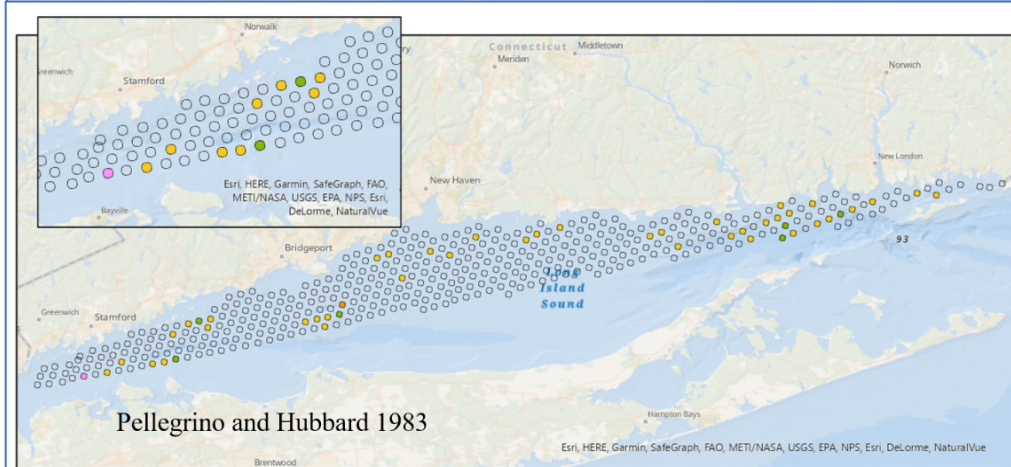 Norwalk
Greenwich
Stamford
Bayville
Esri, HERE, Garmin, SafeGraph, FAO,
METI/NASA, USGS, EPA, NPS, Esri,
DeLorme, NaturalVue
Connecticut
Middletown
Meriden
Norwich
New London
New Haven
Bridgeport
93
Long
Island
Sound
Greenwich
Stamford
Pellegrino and Hubbard 1983
Hampton Bays
Esri, HERE, Garmin, SafeGraph, FAO, METI/NASA, USGS, EPA, NPS, Esri, DeLorme, NaturalVue
Brentwood